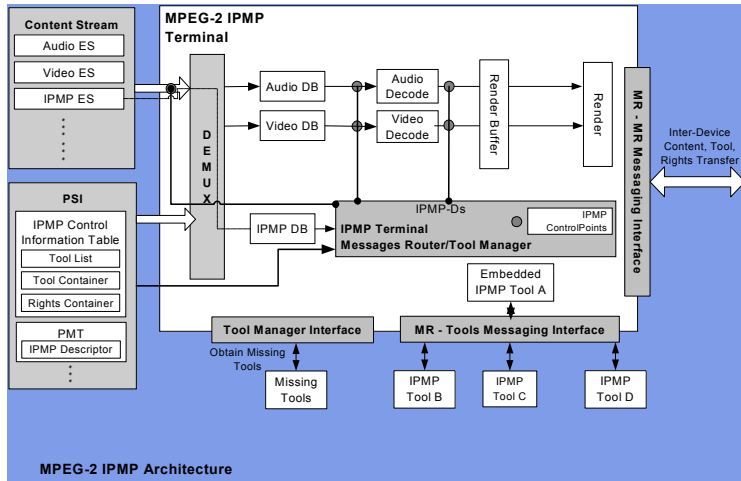 Content Stream
Audio ES
Video ES
IPMP ES
PSI
IPMP Control
Information Table
Tool List
Tool Container
Rights Container
PMT
IPMP Descriptor
MPEG-2 IPMP
Terminal
DEMUX
Audio DB
Video DB
Audio
Decode
Video
Decode
Render Buffer
Render
IPMP DB
IPMP-Ds
IPMP Terminal
Messages Router/Tool Manager
IPMP
ControlPoints
Embedded
IPMP Tool A
MR - MR Messaging Interface
Inter-Device
Content, Tool,
Rights Transfer
Tool Manager Interface
MR - Tools Messaging Interface
Obtain Missing
Tools
Missing
Tools
IPMP
Tool B
IPMP
Tool C
IPMP
Tool D
MPEG-2 IPMP Architecture